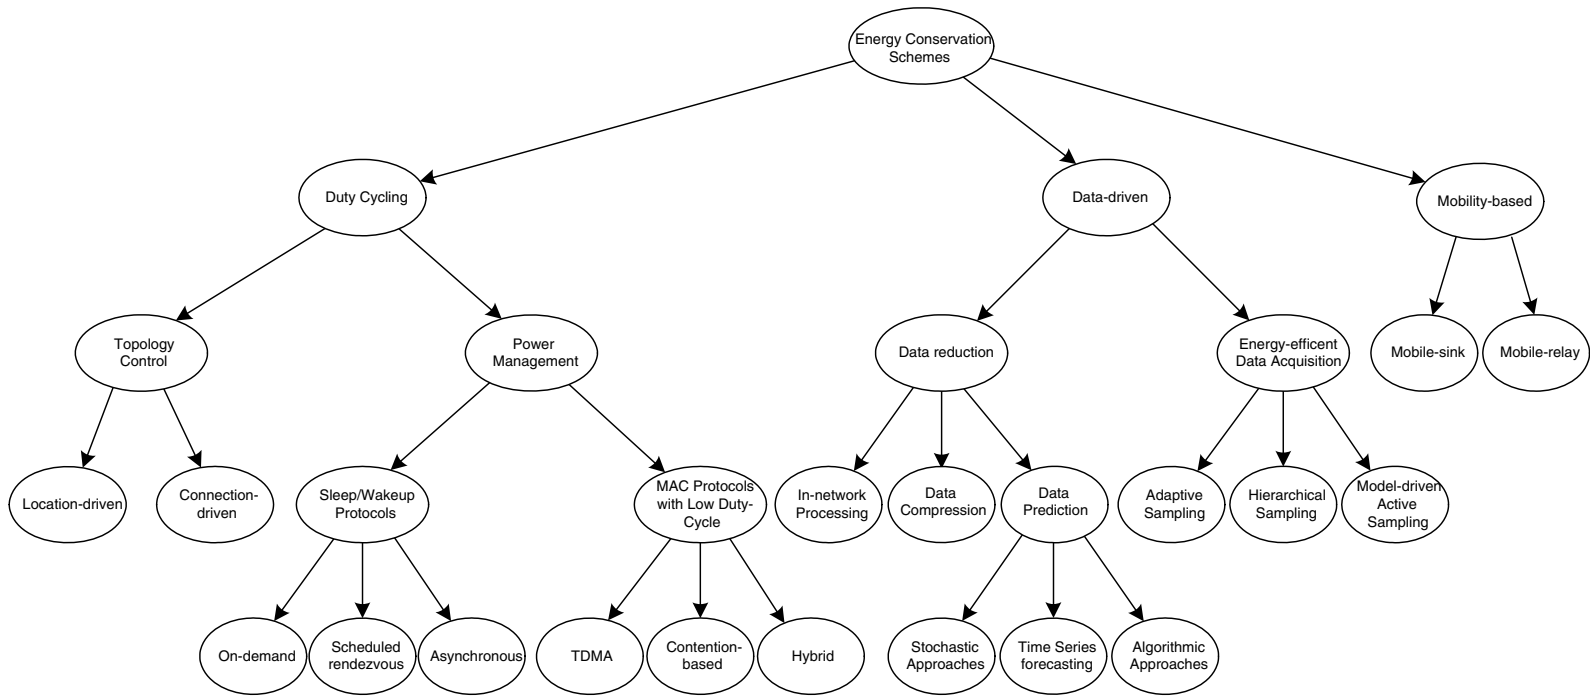 Energy Conservation
Schemes
Duty Cycling
Data-driven
Mobility-based
Topology
Control
Power
Management
Data reduction
Energy-efficent
Data Acquisition
Mobile-sink
Mobile-relay
Location-driven
Connection-
driven
Sleep/Wakeup
Protocols
MAC Protocols
with Low Duty-
Cycle
In-network
Processing
Data
Compression
Data
Prediction
Adaptive
Sampling
Hierarchical
Sampling
Model-driven
Active
Sampling
On-demand
Scheduled
rendezvous
Asynchronous
TDMA
Contention-
based
Hybrid
Stochastic
Approaches
Time Series
forecasting
Algorithmic
Approaches